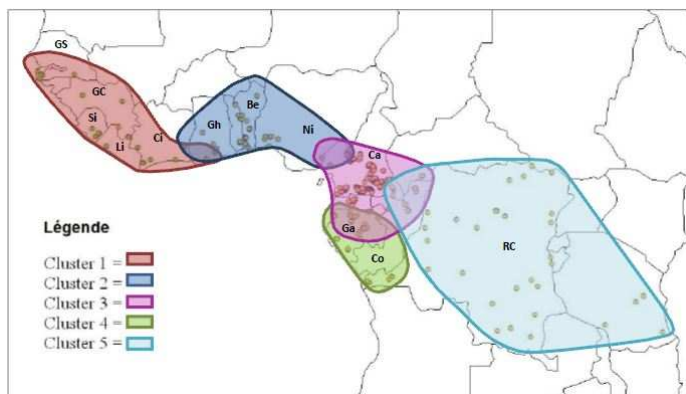 GS
GC
Si
Li
Ci
Gh
Be
Ni
Ca
Ga
Co
RC
Légende
Cluster 1 =
Cluster 2 =
Cluster 3 =
Cluster 4 =
Cluster 5 =